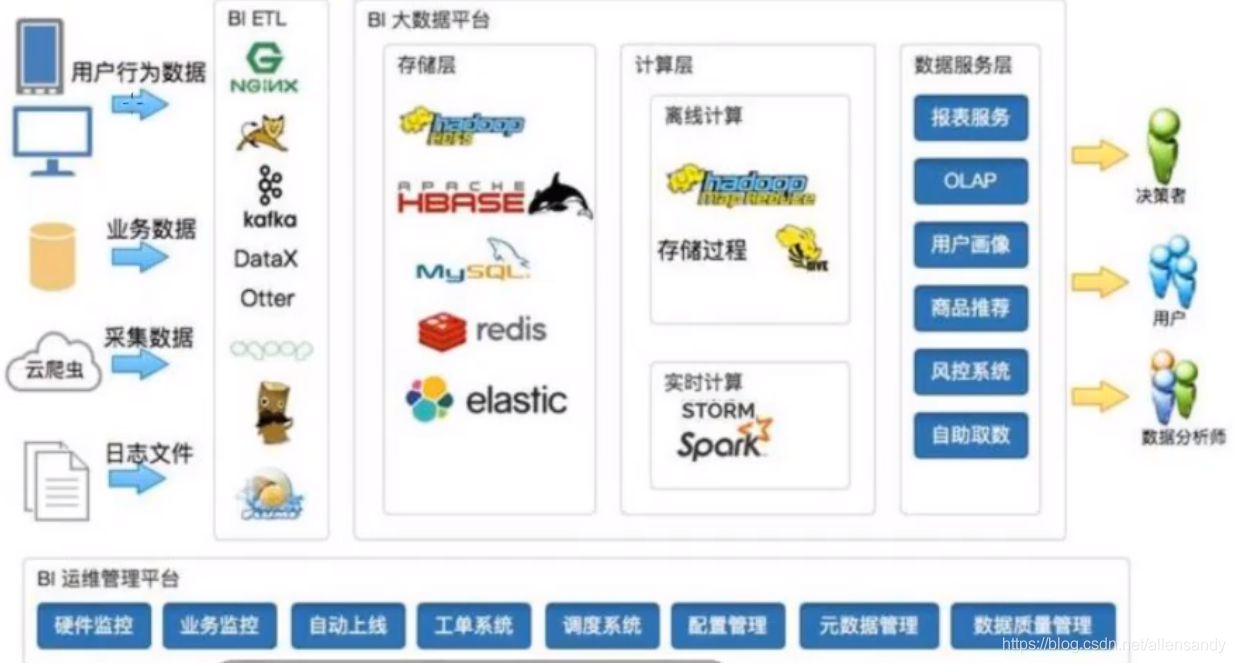 用户行为数据
业务数据
采集数据
云爬虫
日志文件
BI ETL
NGiNX
kafka
DataX
Otter
sqoop
BI 大数据平台
存储层
hadoop
HDFS
APACHE
HBASE
MySQL
redis
elastic
计算层
离线计算
hadoop
MapReduce
存储过程
HIVE
实时计算
STORM
Spark
数据服务层
报表服务
OLAP
用户画像
商品推荐
风控系统
自助取数
决策者
用户
数据分析师
BI 运维管理平台
硬件监控
业务监控
自动上线
工单系统
调度系统
配置管理
元数据管理
数据质量管理
https://blog.csdn.net/allensandy